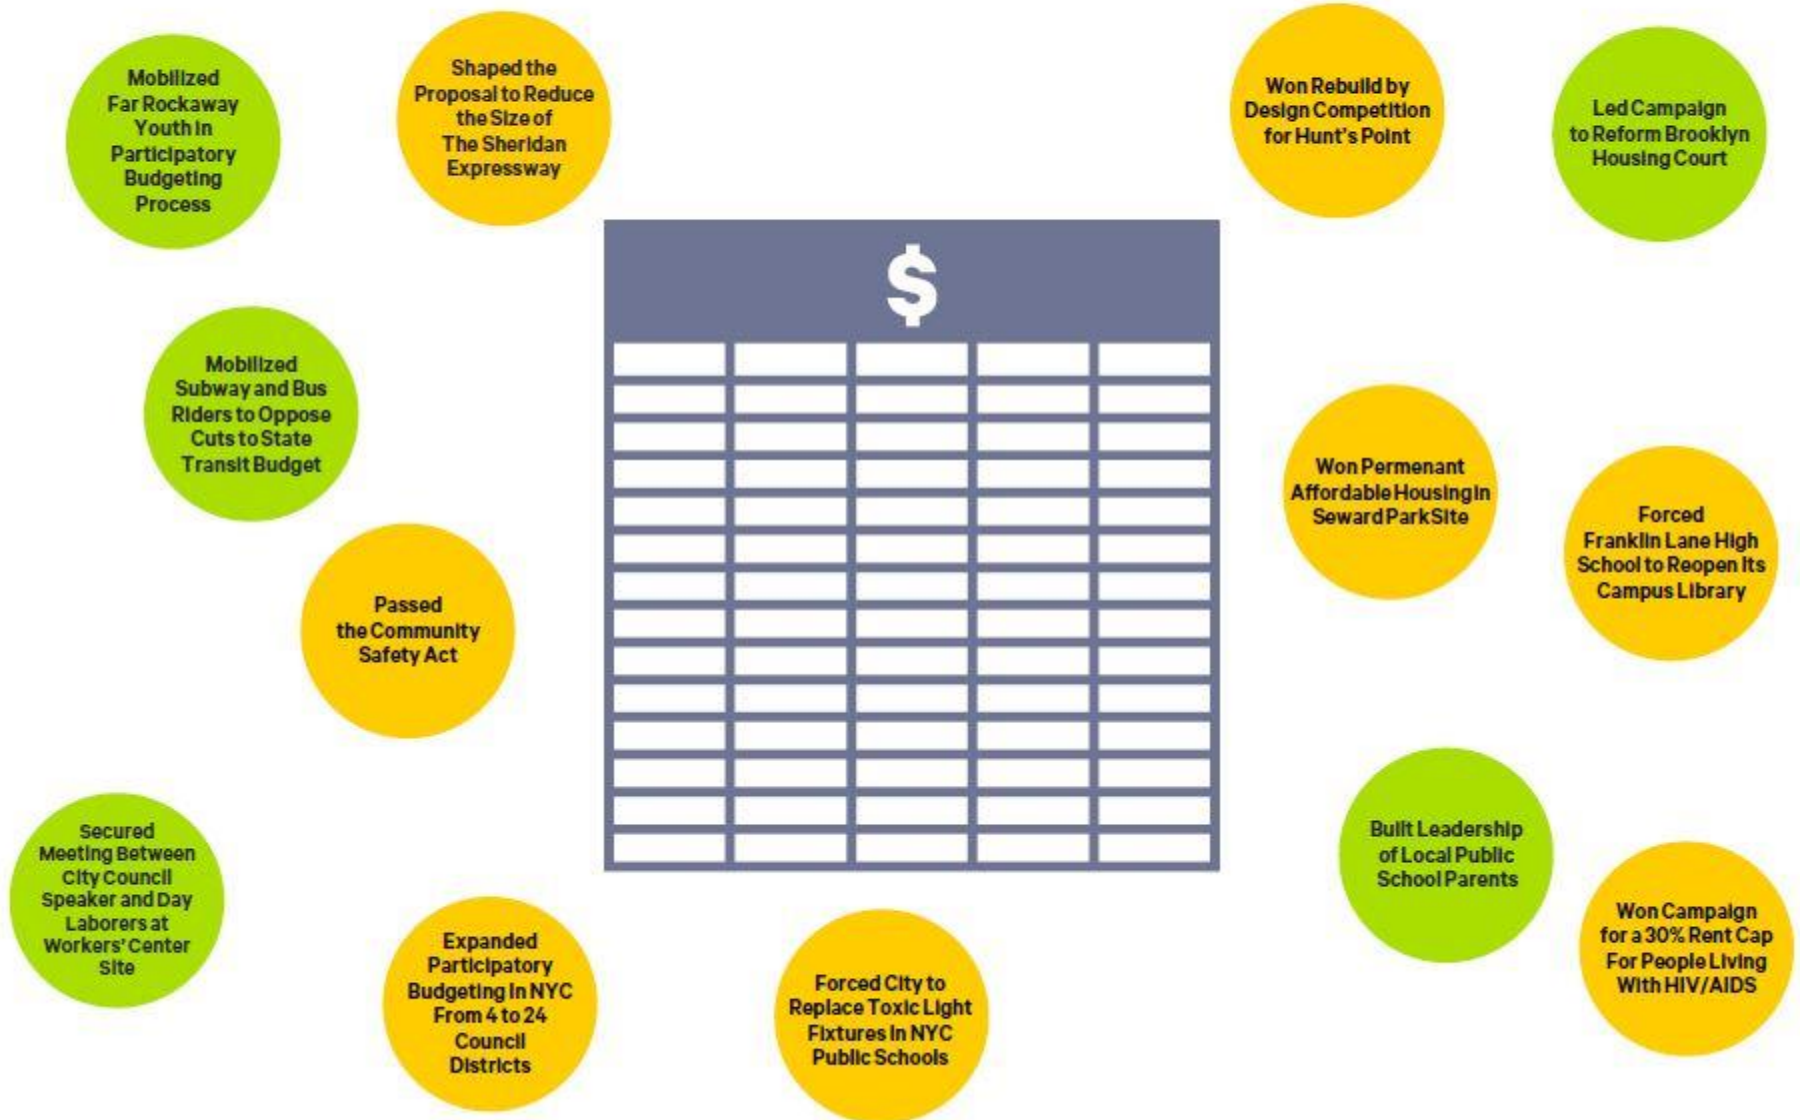 Mobilized
Far Rockaway
Youth in
Participatory
Budgeting
Process
Shaped the
Proposal to Reduce
the Size of
The Sheridan
Expressway
Won Rebuild by
Design Competition
for Hunt's Point
Led Campaign
to Reform Brooklyn
Housing Court
$
Mobilized
Subway and Bus
Riders to Oppose
Cuts to State
Transit Budget
Won Permenant
Affordable Housing in
Seward Park Site
Forced
Franklin Lane High
School to Reopen Its
Campus Library
Passed
the Community
Safety Act
Secured
Meeting Between
City Council
Speaker and Day
Laborers at
Workers' Center
Site
Built Leadership
of Local Public
School Parents
Expanded
Participatory
Budgeting in NYC
From 4 to 24
Council
Districts
Forced City to
Replace Toxic Light
Fixtures in NYC
Public Schools
Won Campaign
for a 30% Rent Cap
For People Living
With HIV/AIDS